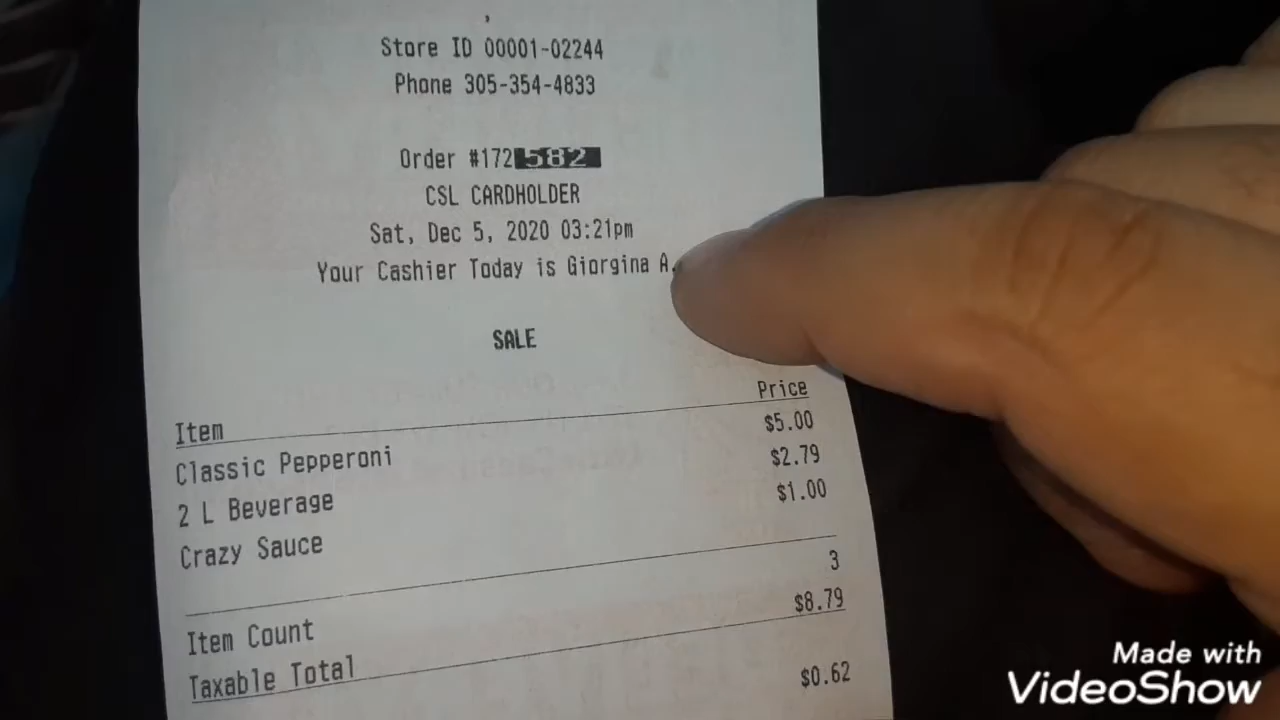 Store ID 00001-02244
Phone 305-354-4833
Order #172582
CSL CARDHOLDER
Sat, Dec 5, 2020 03:21pm
Your Cashier Today is Giorgina A.
SALE
Item Price
Classic Pepperoni $5.00
2 L Beverage $2.79
Crazy Sauce $1.00
Item Count 3
Taxable Total $8.79
$0.62
Made with
VideoShow